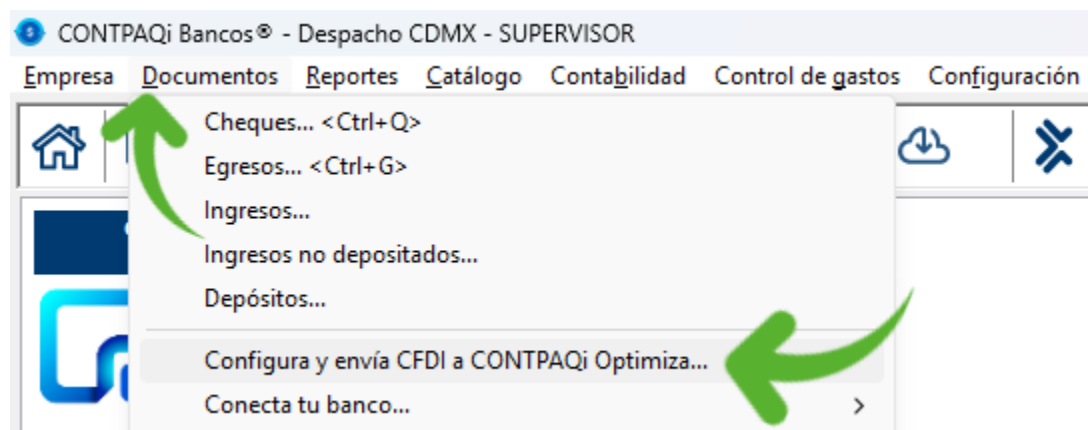 CONTPAQi Bancos® - Despacho CDMX - SUPERVISOR
Empresa Documentos Reportes Catálogo Contabilidad Control de gastos Configuración
Cheques... <Ctrl+Q>
Egresos... <Ctrl+G>
Ingresos...
Ingresos no depositados...
Depósitos...
Configura y envía CFDI a CONTPAQi Optimiza...
Conecta tu banco...